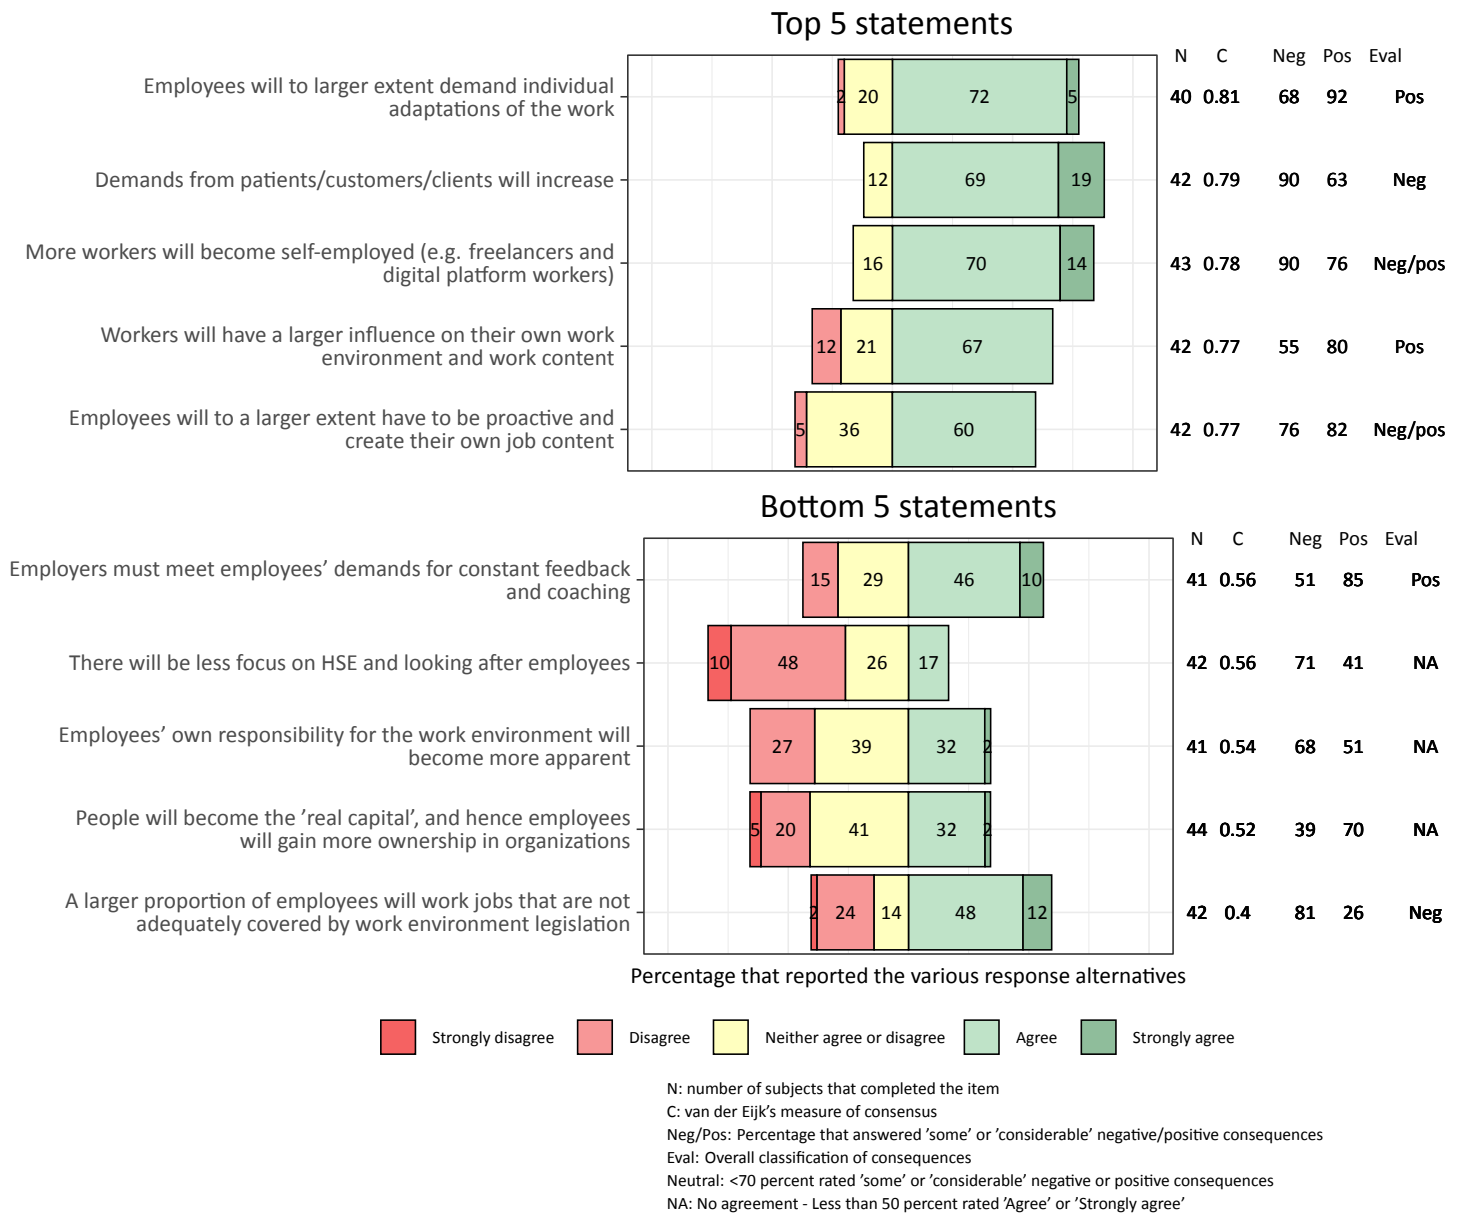 Top 5 statements
N C Neg Pos Eval
Employees will to larger extent demand individual
adaptations of the work
2 20 72 5 40 0.81 68 92 Pos
Demands from patients/customers/clients will increase
12 69 19 42 0.79 90 63 Neg
More workers will become self-employed (e.g. freelancers and
digital platform workers)
16 70 14 43 0.78 90 76 Neg/pos
Workers will have a larger influence on their own work
environment and work content
12 21 67 42 0.77 55 80 Pos
Employees will to a larger extent have to be proactive and
create their own job content
5 36 60 42 0.77 76 82 Neg/pos
Bottom 5 statements
N C Neg Pos Eval
Employers must meet employees’ demands for constant feedback
and coaching
15 29 46 10 41 0.56 51 85 Pos
There will be less focus on HSE and looking after employees
10 48 26 17 42 0.56 71 41 NA
Employees’ own responsibility for the work environment will
become more apparent
27 39 32 2 41 0.54 68 51 NA
People will become the ’real capital’, and hence employees
will gain more ownership in organizations
5 20 41 32 2 44 0.52 39 70 NA
A larger proportion of employees will work jobs that are not
adequately covered by work environment legislation
2 24 14 48 12 42 0.4 81 26 Neg
Percentage that reported the various response alternatives
Strongly disagree Disagree Neither agree or disagree Agree Strongly agree
N: number of subjects that completed the item
C: van der Eijk’s measure of consensus
Neg/Pos: Percentage that answered ’some’ or ’considerable’ negative/positive consequences
Eval: Overall classification of consequences
Neutral: <70 percent rated ’some’ or ’considerable’ negative or positive consequences
NA: No agreement - Less than 50 percent rated ’Agree’ or ’Strongly agree’